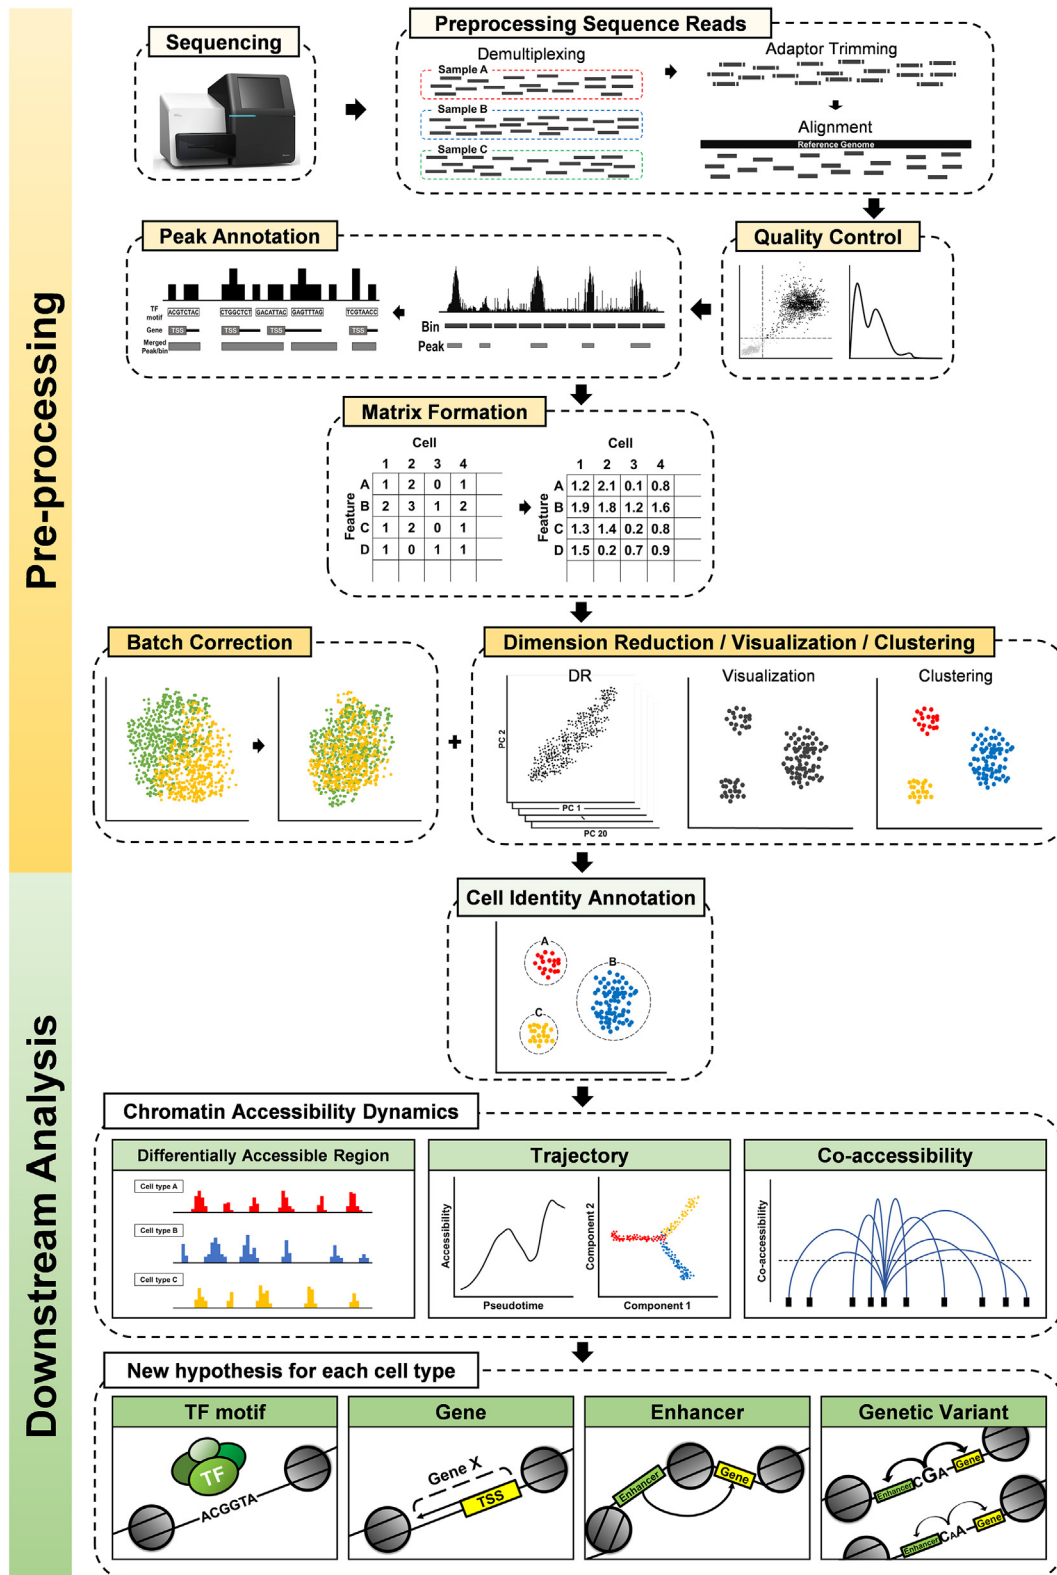 Pre-processing
Downstream Analysis
Sequencing
Preprocessing Sequence Reads
Demultiplexing
Sample A
Sample B
Sample C
Adaptor Trimming
Alignment
Reference Genome
Quality Control
Peak Annotation
TF motif
ACGTCTAC CTGGCTCT GACATTAC GAGTTTAG TCGTAACC
Gene
TSS TSS TSS TSS
Merged Peak/bin
Bin
Peak
Matrix Formation
Cell
1 2 3 4
Feature
A 1 2 0 1
B 2 3 1 2
C 1 2 0 1
D 1 0 1 1
Cell
1 2 3 4
Feature
A 1.2 2.1 0.1 0.8
B 1.9 1.8 1.2 1.6
C 1.3 1.4 0.2 0.8
D 1.5 0.2 0.7 0.9
Batch Correction
+
Dimension Reduction / Visualization / Clustering
DR
PC 2
PC 1
PC 20
Visualization
Clustering
Cell Identity Annotation
A
B
C
Chromatin Accessibility Dynamics
Differentially Accessible Region
Cell type A
Cell type B
Cell type C
Trajectory
Accessibility
Pseudotime
Component 2
Component 1
Co-accessibility
Co-accessibility
New hypothesis for each cell type
TF motif
TF
ACGGTA
Gene
Gene X
TSS
Enhancer
Enhancer
Gene
Genetic Variant
Enhancer CGA Gene
Enhancer CAA Gene